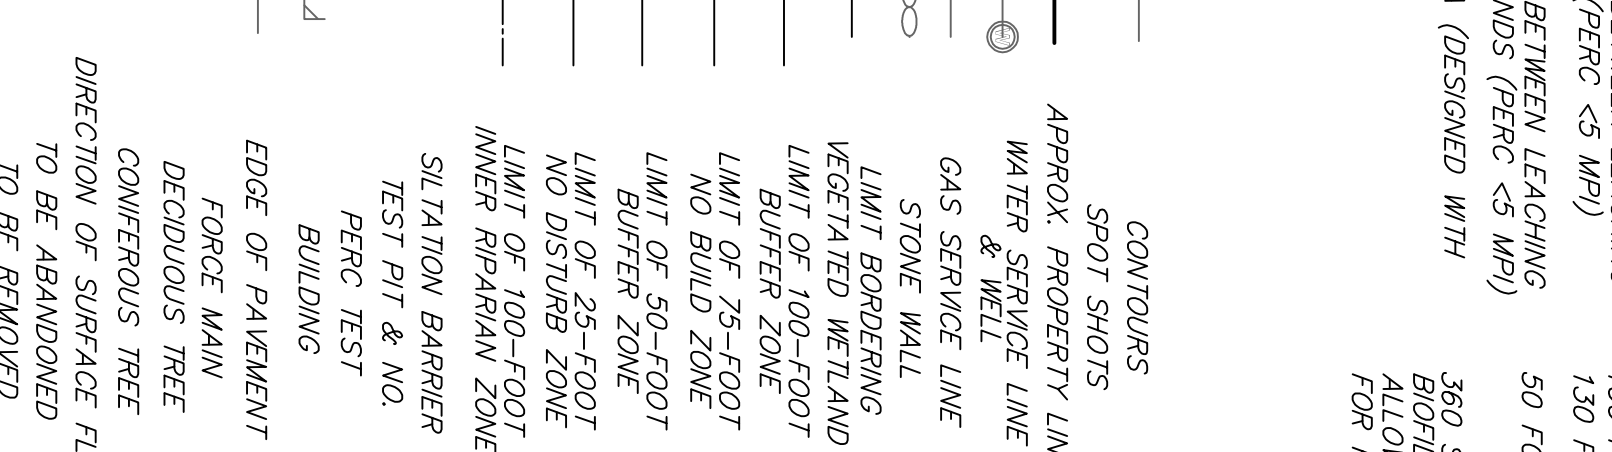 (PERC <5 MPI)
130 F
BETWEEN LEACHING
50 FO
NDS (PERC <5 MPI)
(DESIGNED WITH
360 S
BIOFIL
ALLOW
FOR
CONTOURS
SPOT SHOTS
APPROX. PROPERTY LIN
W
WATER SERVICE LINE
& WELL
GAS SERVICE LINE
STONE WALL
LIMIT BORDERING
VEGETATED WETLAND
LIMIT OF 100-FOOT
BUFFER ZONE
LIMIT OF 75-FOOT
NO BUILD ZONE
LIMIT OF 50-FOOT
BUFFER ZONE
LIMIT OF 25-FOOT
NO DISTURB ZONE
LIMIT OF 100-FOOT
INNER RIPARIAN ZONE
SILTATION BARRIER
TEST PIT & NO.
PERC TEST
BUILDING
EDGE OF PAVEMENT
FORCE MAIN
DECIDUOUS TREE
CONIFEROUS TREE
DIRECTION OF SURFACE FL
TO BE ABANDONED
TO BE REMOVED